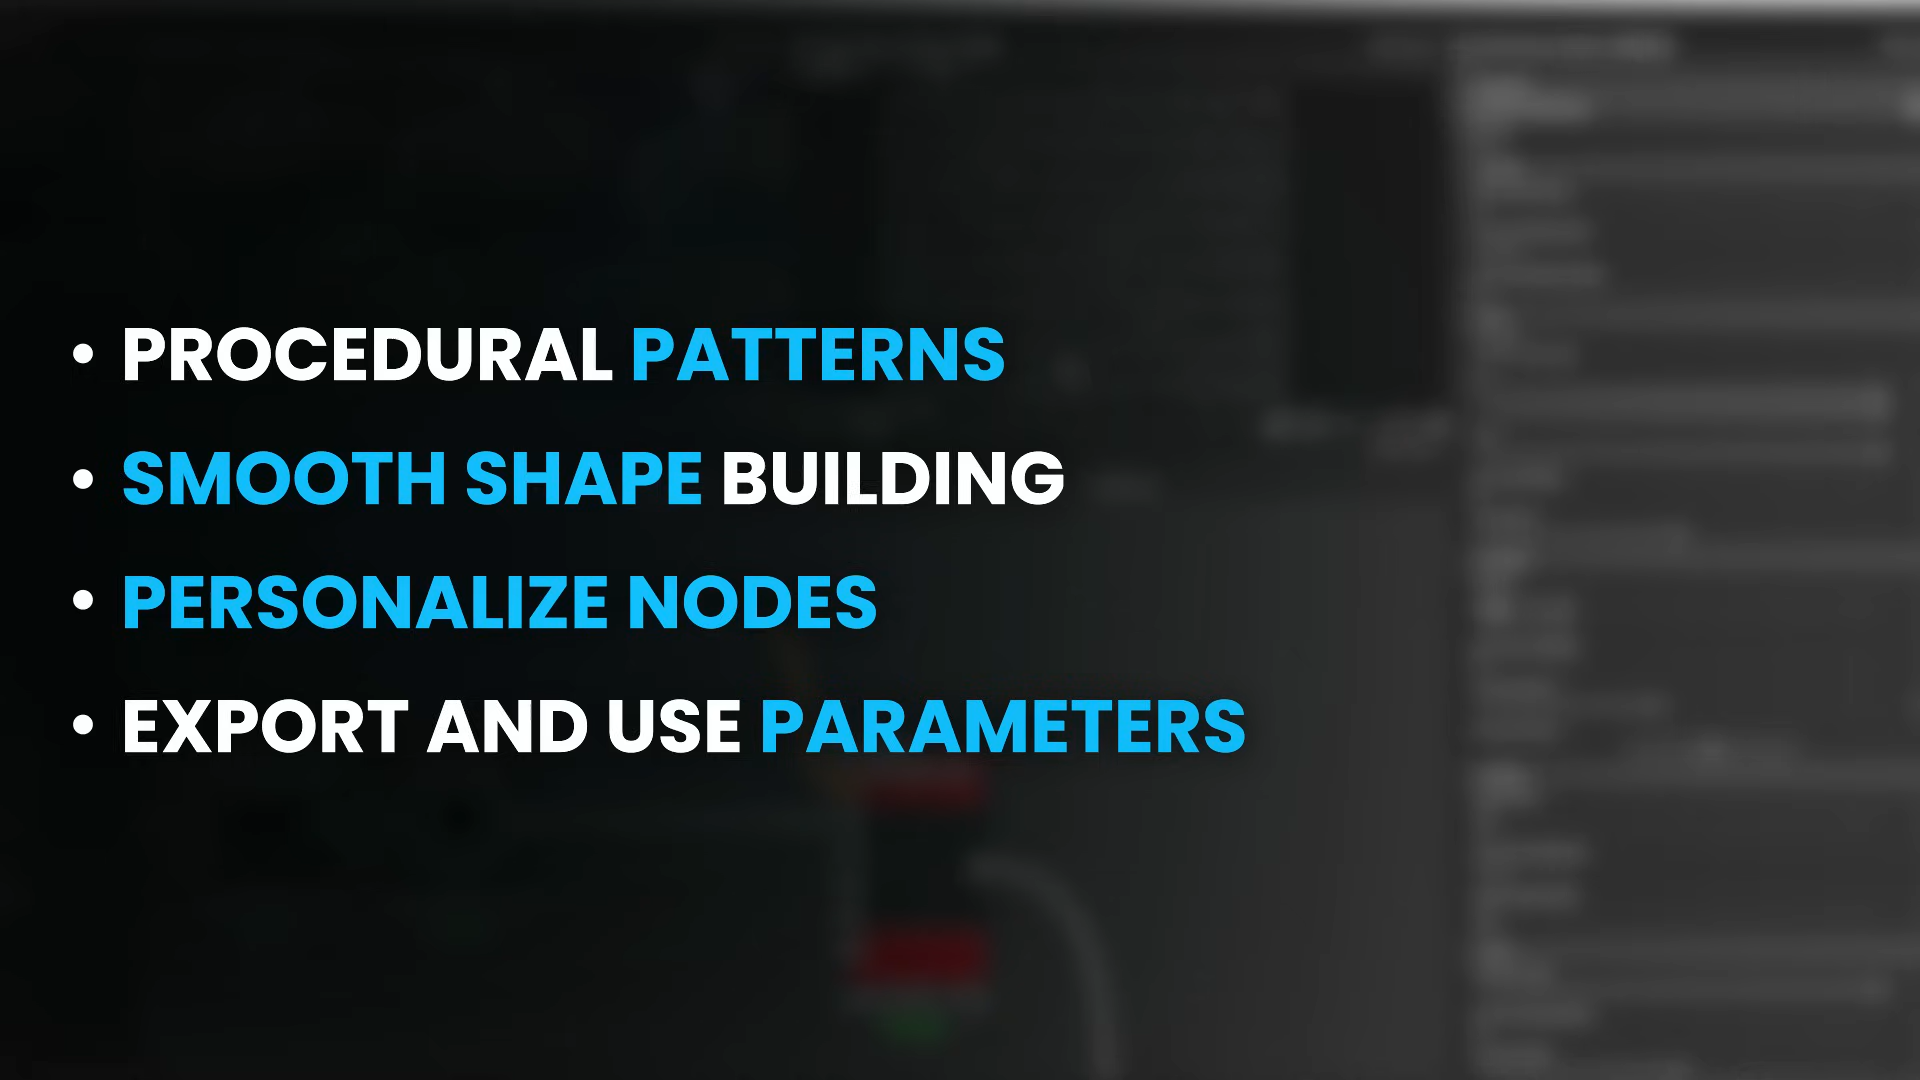 • PROCEDURAL PATTERNS
• SMOOTH SHAPE BUILDING
• PERSONALIZE NODES
• EXPORT AND USE PARAMETERS